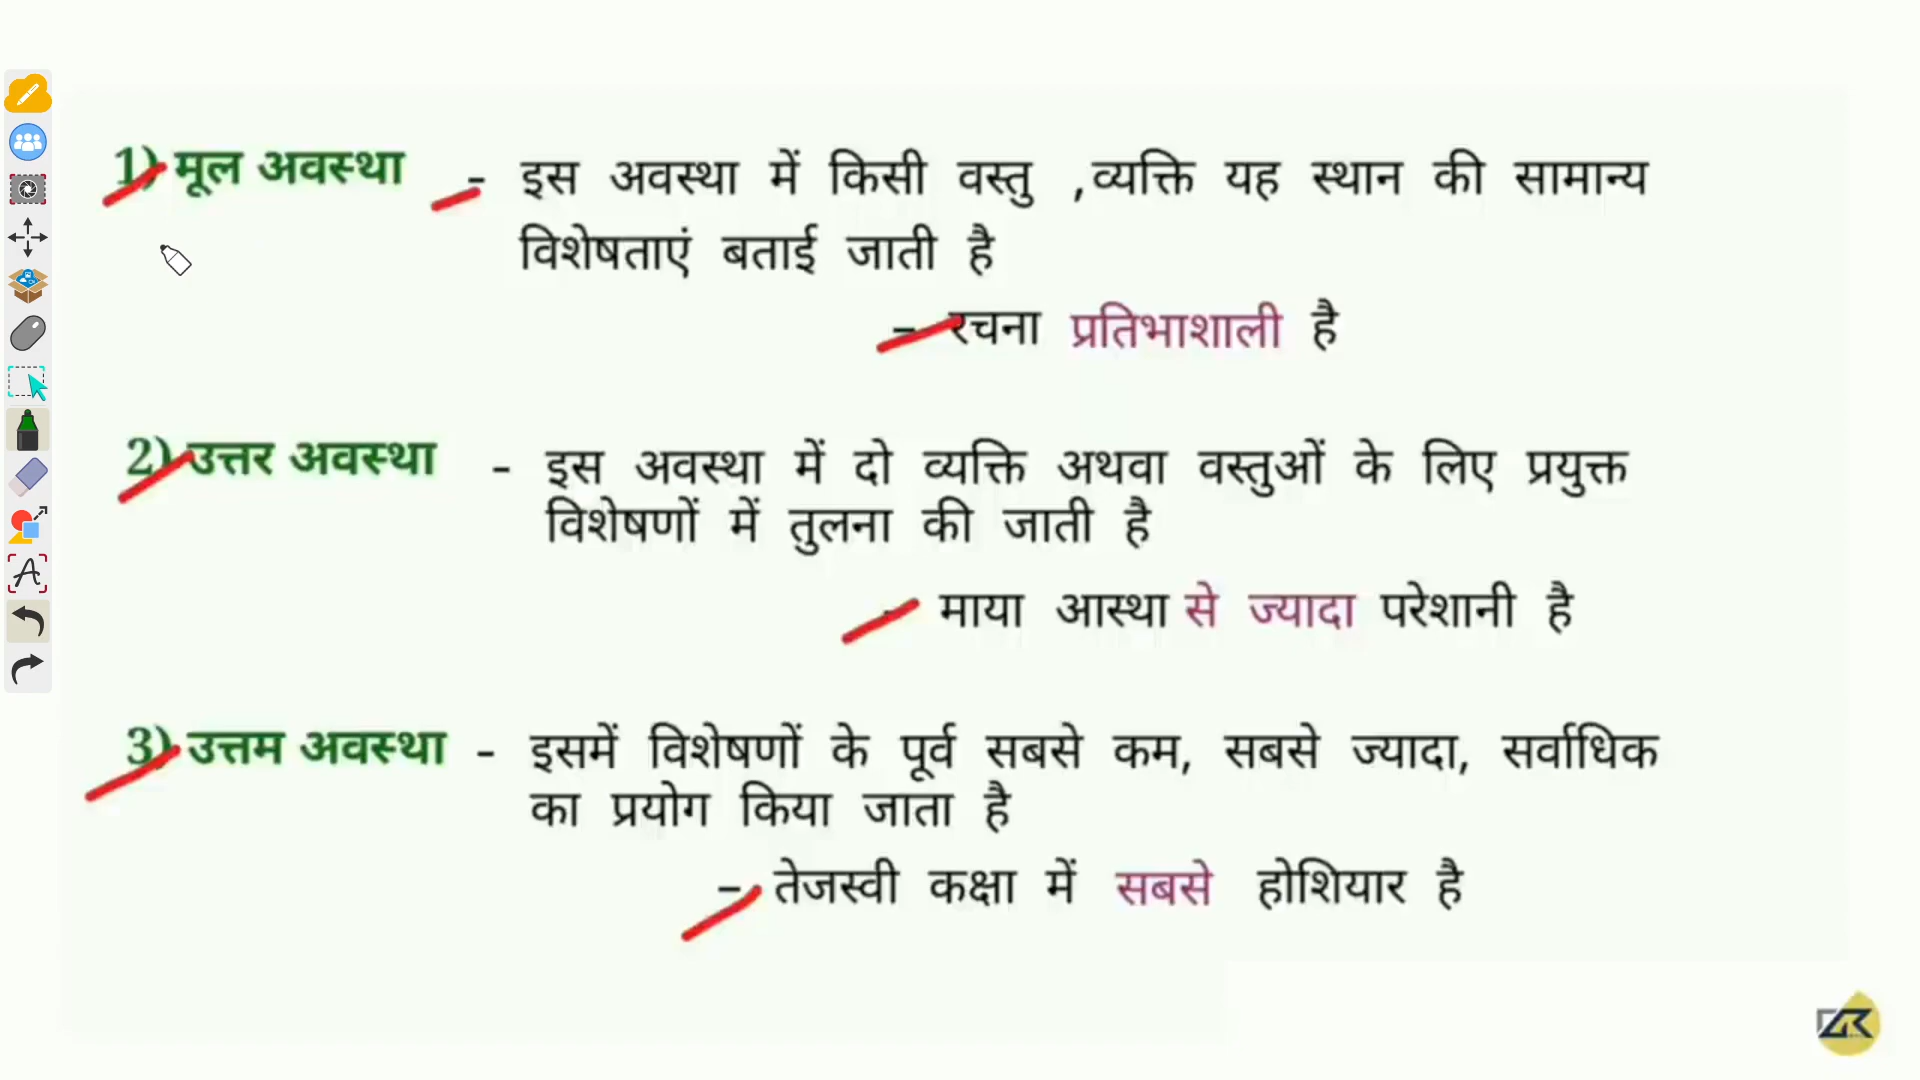 1) मूल अवस्था - इस अवस्था में किसी वस्तु ,व्यक्ति यह स्थान की सामान्य
विशेषताएं बताई जाती है
- रचना प्रतिभाशाली है
2) उत्तर अवस्था - इस अवस्था में दो व्यक्ति अथवा वस्तुओं के लिए प्रयुक्त
विशेषणों में तुलना की जाती है
- माया आस्था से ज्यादा परेशानी है
3) उत्तम अवस्था - इसमें विशेषणों के पूर्व सबसे कम, सबसे ज्यादा, सर्वाधिक
का प्रयोग किया जाता है
- तेजस्वी कक्षा में सबसे होशियार है